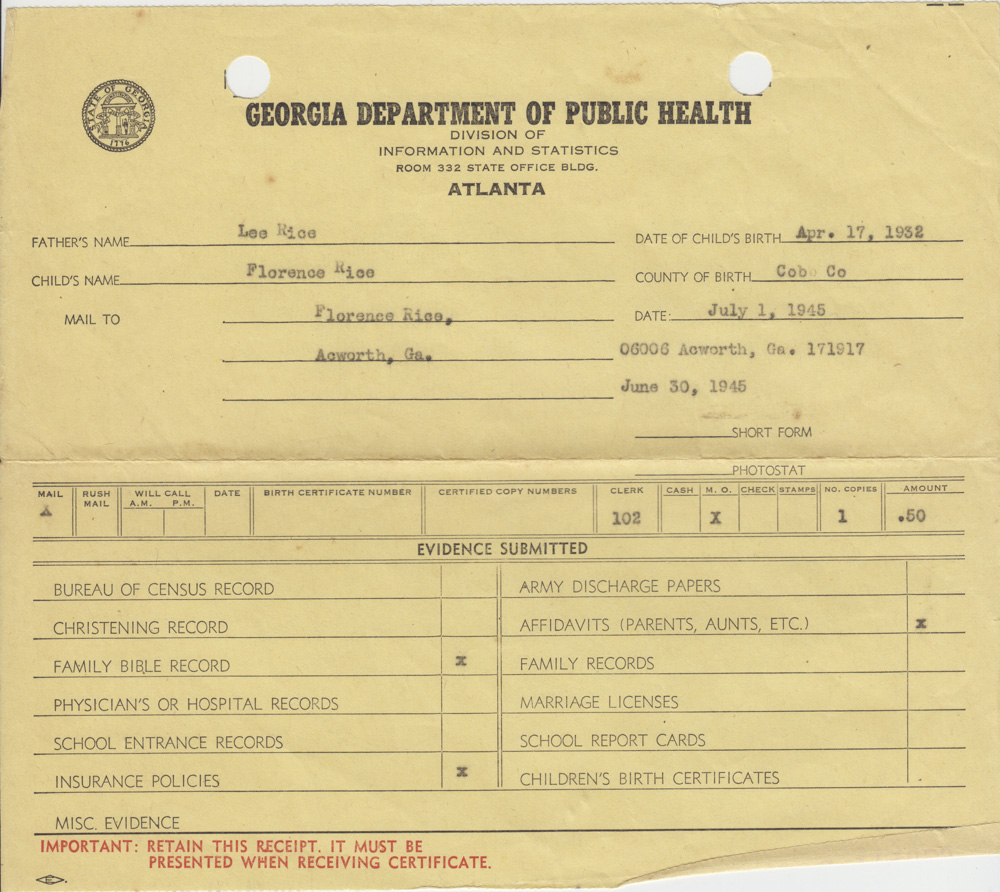 STATE OF GEORGIA
1776
GEORGIA DEPARTMENT OF PUBLIC HEALTH
DIVISION OF
INFORMATION AND STATISTICS
ROOM 332 STATE OFFICE BLDG.
ATLANTA
FATHER'S NAME Lee Rice DATE OF CHILD'S BIRTH Apr. 17, 1932
CHILD'S NAME Florence Rice COUNTY OF BIRTH Cob Co
MAIL TO Florence Rice, DATE: July 1, 1945
Acworth, Ga. 06006 Acworth, Ga. 171917
June 30, 1945
SHORT FORM
PHOTOSTAT
MAIL RUSH MAIL WILL CALL A.M. P.M. DATE BIRTH CERTIFICATE NUMBER CERTIFIED COPY NUMBERS CLERK CASH M. O. CHECK STAMPS NO. COPIES AMOUNT
102 X 1 .50
EVIDENCE SUBMITTED
BUREAU OF CENSUS RECORD ARMY DISCHARGE PAPERS
CHRISTENING RECORD AFFIDAVITS (PARENTS, AUNTS, ETC.) x
FAMILY BIBLE RECORD x FAMILY RECORDS
PHYSICIAN'S OR HOSPITAL RECORDS MARRIAGE LICENSES
SCHOOL ENTRANCE RECORDS SCHOOL REPORT CARDS
INSURANCE POLICIES x CHILDREN'S BIRTH CERTIFICATES
MISC. EVIDENCE
IMPORTANT: RETAIN THIS RECEIPT. IT MUST BE
PRESENTED WHEN RECEIVING CERTIFICATE.